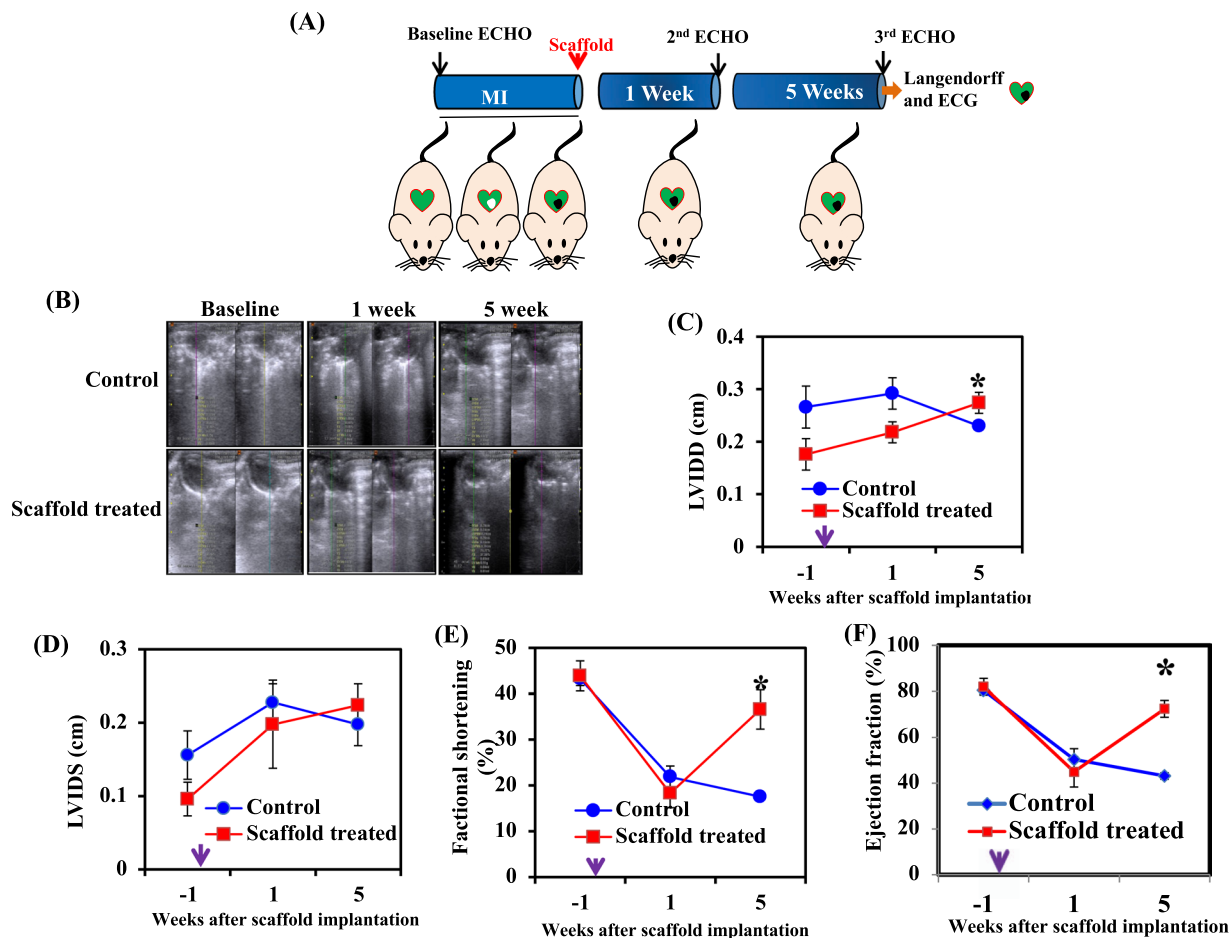 (A)
Baseline ECHO
Scaffold
2nd ECHO
3rd ECHO
MI
1 Week
5 Weeks
Langendorff
and ECG
(B)
Baseline
1 week
5 week
Control
Scaffold treated
(C)
0.4
0.3
0.2
0.1
0
LVIDD (cm)
*
Control
Scaffold treated
-1
1
5
Weeks after scaffold implantation
(D)
0.3
0.2
0.1
0
LVIDS (cm)
Control
Scaffold treated
-1
1
5
Weeks after scaffold implantation
(E)
50
40
30
20
10
0
Factional shortening
(%)
*
Control
Scaffold treated
-1
1
5
Weeks after scaffold implantation
(F)
100
80
60
40
20
0
Ejection fraction (%)
*
Control
Scaffold treated
-1
1
5
Weeks after scaffold implantation